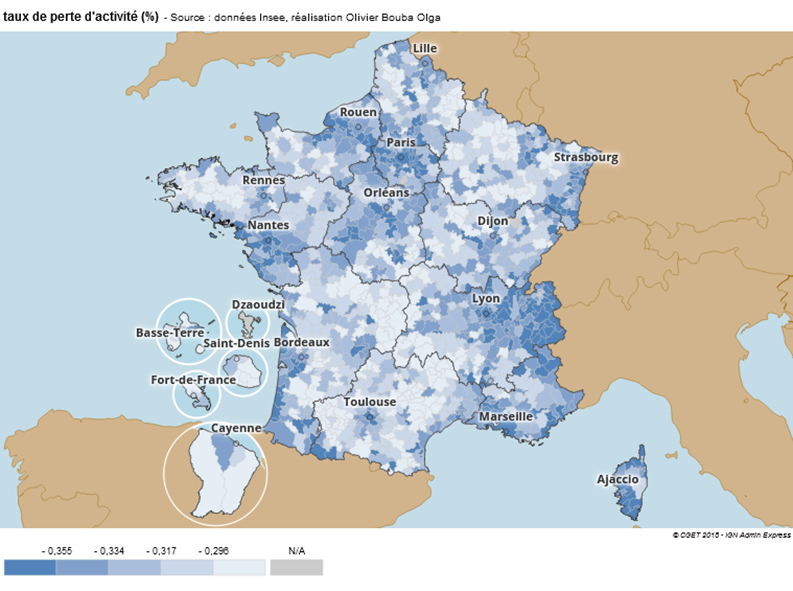 taux de perte d'activité (%) - Source : données Insee, réalisation Olivier Bouba Olga
Lille
Rouen
Paris
Strasbourg
Rennes
Orléans
Dijon
Nantes
Lyon
Dzaoudzi
Basse-Terre
Saint-Denis
Bordeaux
Fort-de-France
Toulouse
Marseille
Cayenne
Ajaccio
© CGET 2015 - IGN Admin Express
- 0,355 - 0,334 - 0,317 - 0,296 N/A